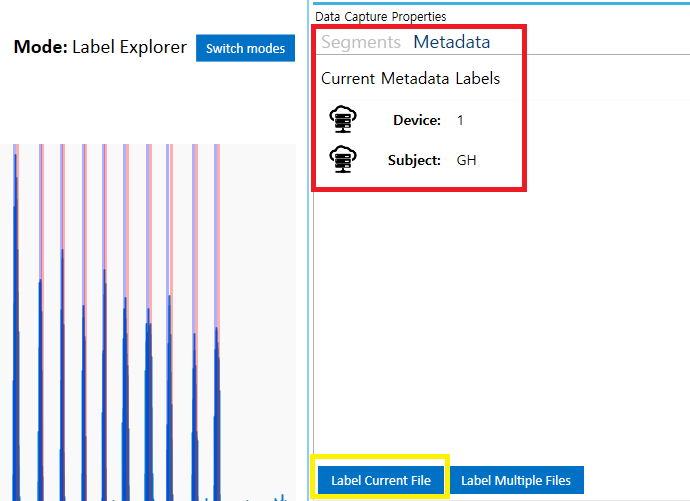 Mode: Label Explorer Switch modes
Data Capture Properties
Segments Metadata
Current Metadata Labels
Device: 1
Subject: GH
Label Current File Label Multiple Files